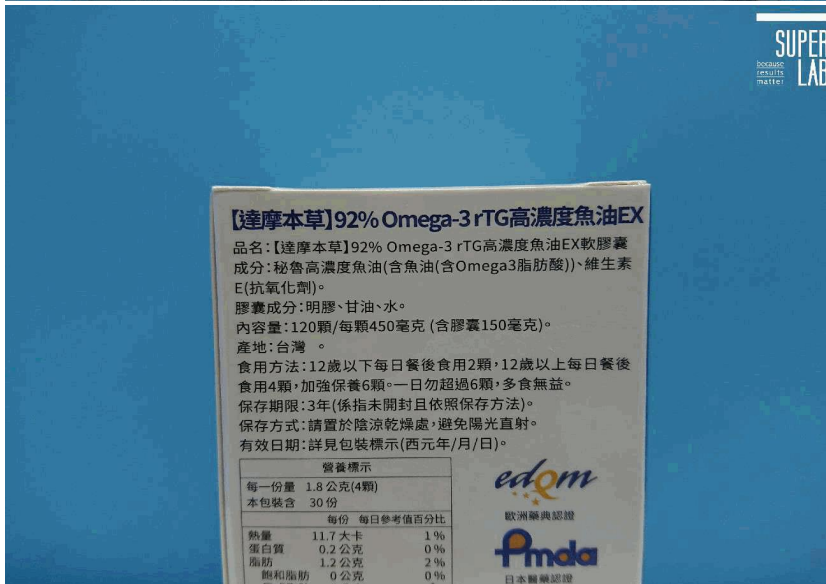 SUPER
because
results
matter
LAB
【達摩本草】92% Omega-3 rTG高濃度魚油EX
品名:【達摩本草】92% Omega-3 rTG高濃度魚油EX軟膠囊
成分:秘魯高濃度魚油(含魚油(含Omega3脂肪酸))、維生素
E(抗氧化劑)。
膠囊成分:明膠、甘油、水。
內容量:120顆/每顆450毫克 (含膠囊150毫克)。
產地:台灣 。
食用方法:12歲以下每日餐後食用2顆,12歲以上每日餐後
食用4顆,加強保養6顆。一日勿超過6顆,多食無益。
保存期限:3年(係指未開封且依照保存方法)。
保存方式:請置於陰涼乾燥處,避免陽光直射。
有效日期:詳見包裝標示(西元年/月/日)。
營養標示
每一份量 1.8 公克(4顆)
本包裝含 30 份
每份 每日參考值百分比
熱量 11.7 大卡 1%
蛋白質 0.2 公克 0%
脂肪 1.2 公克 2%
飽和脂肪 0 公克 0%
edqm
歐洲藥典認證
Pmda
日本醫藥認證